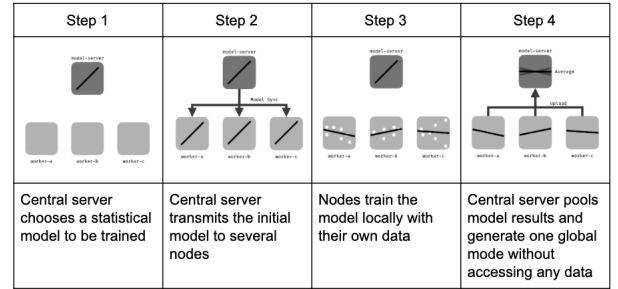 Step 1
Step 2
Step 3
Step 4
model-server
worker-a
worker-b
worker-c
model-server
Model Sync
worker-a
worker-b
worker-c
model-server
worker-a
worker-b
worker-c
model-server
Average
Upload
worker-a
worker-b
worker-c
Central server
chooses a statistical
model to be trained
Central server
transmits the initial
model to several
nodes
Nodes train the
model locally with
their own data
Central server pools
model results and
generate one global
mode without
accessing any data